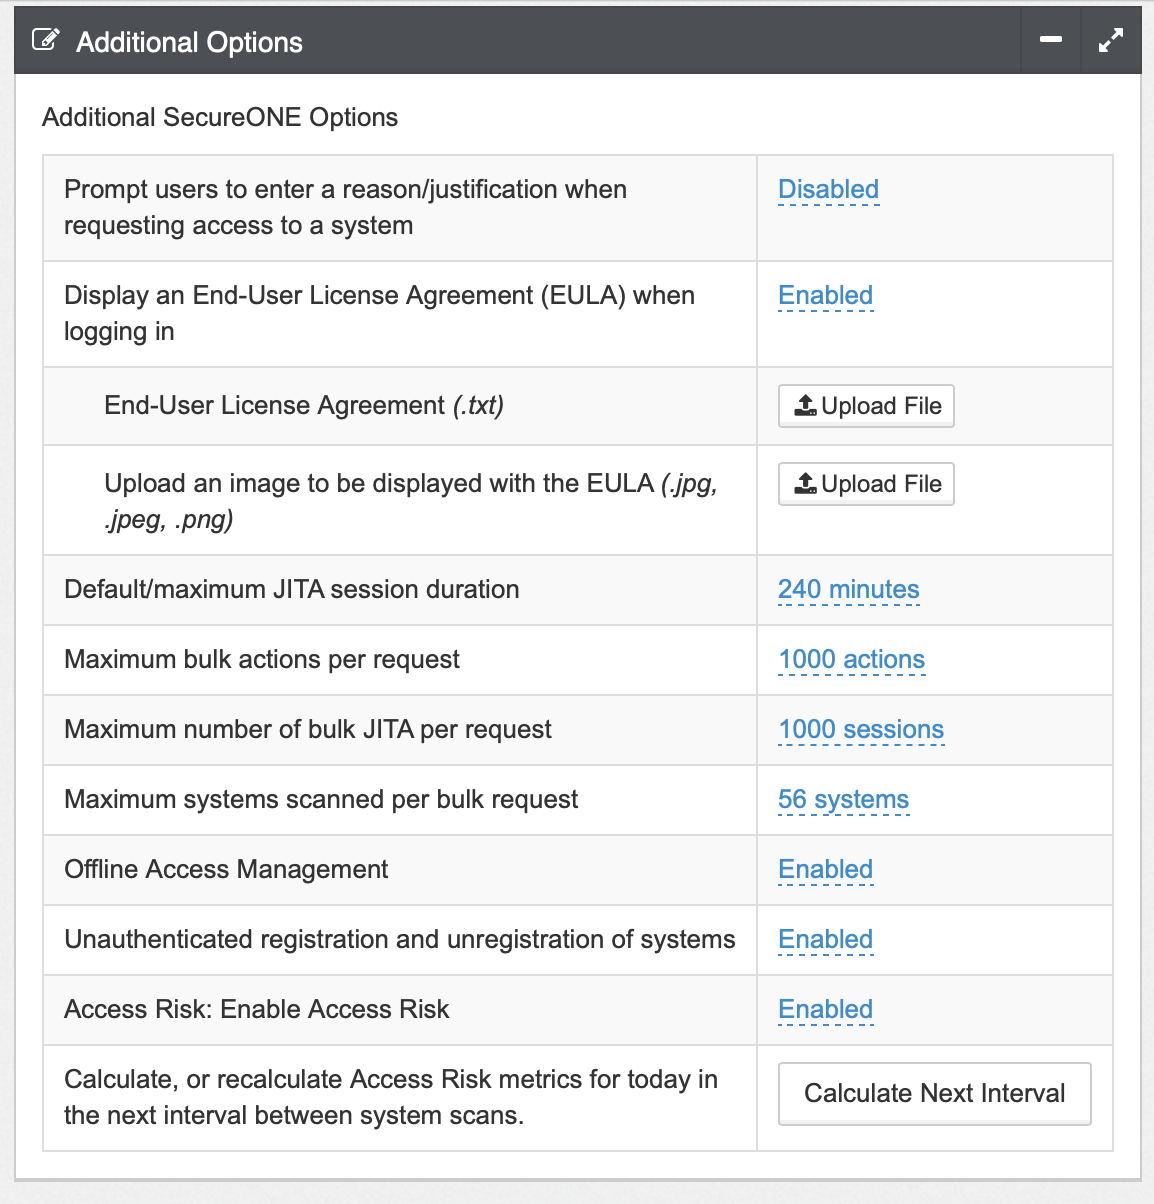 Additional Options
Additional SecureONE Options
Prompt users to enter a reason/justification when
requesting access to a system
Disabled
Display an End-User License Agreement (EULA) when
logging in
Enabled
End-User License Agreement (.txt)
Upload File
Upload an image to be displayed with the EULA (.jpg,
.jpeg, .png)
Upload File
Default/maximum JITA session duration
240 minutes
Maximum bulk actions per request
1000 actions
Maximum number of bulk JITA per request
1000 sessions
Maximum systems scanned per bulk request
56 systems
Offline Access Management
Enabled
Unauthenticated registration and unregistration of systems
Enabled
Access Risk: Enable Access Risk
Enabled
Calculate, or recalculate Access Risk metrics for today in
the next interval between system scans.
Calculate Next Interval